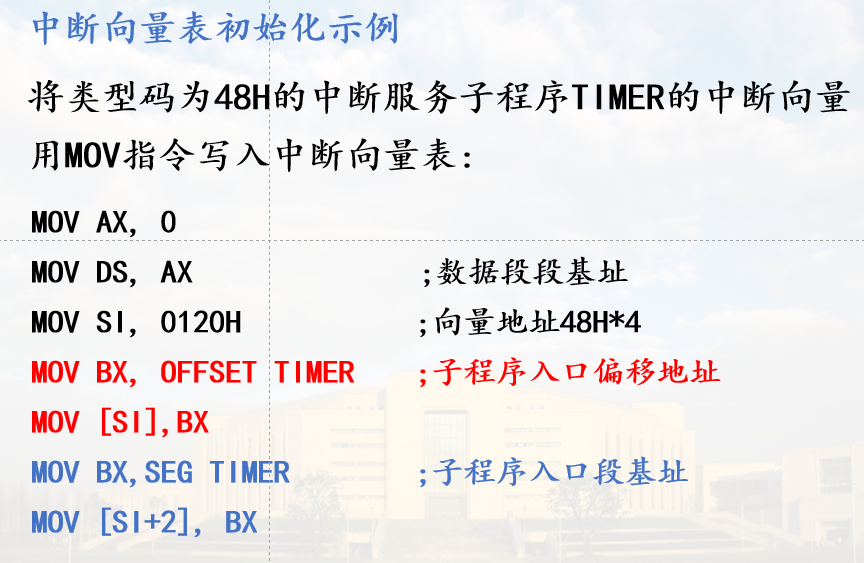 中断向量表初始化示例
将类型码为48H的中断服务子程序TIMER的中断向量
用MOV指令写入中断向量表:
MOV AX, 0
MOV DS, AX ;数据段段基址
MOV SI, 0120H ;向量地址48H*4
MOV BX, OFFSET TIMER ;子程序入口偏移地址
MOV [SI],BX
MOV BX,SEG TIMER ;子程序入口段基址
MOV [SI+2], BX